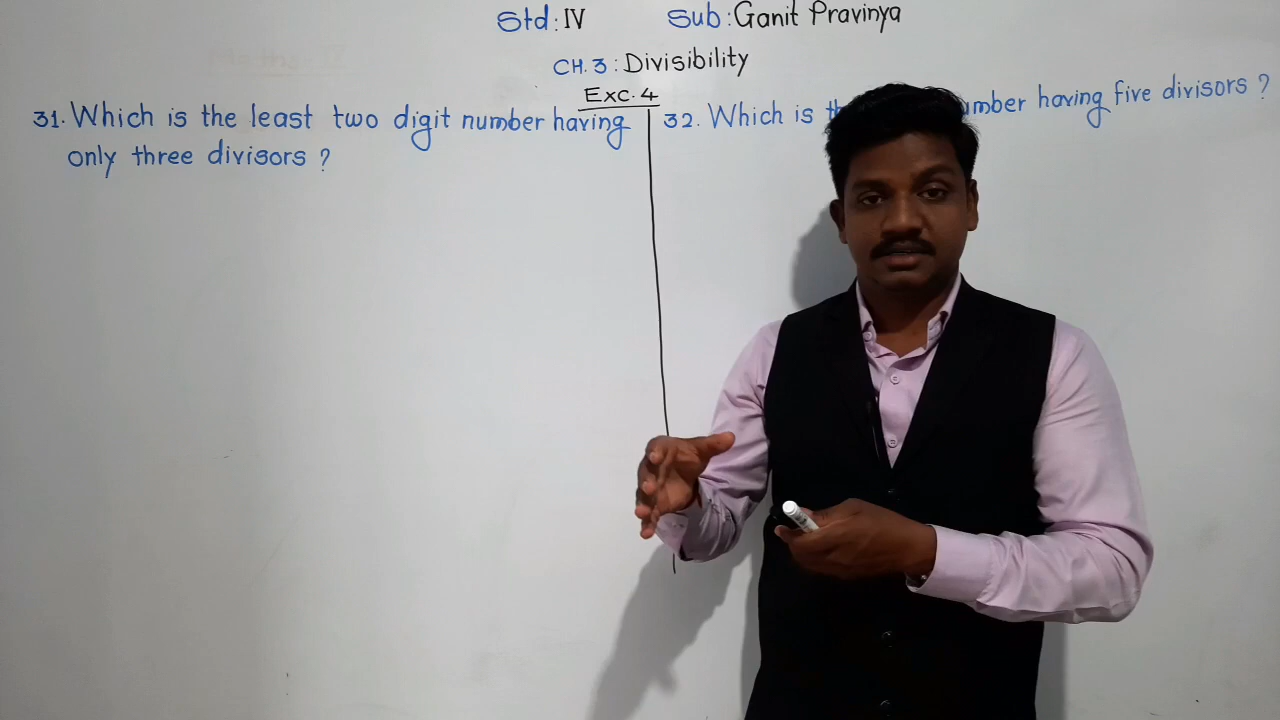 Std: IV Sub: Ganit Pravinya
CH. 3: Divisibility
Exc. 4
31. Which is the least two digit number having
only three divisors ?
32. Which is having five divisors ?